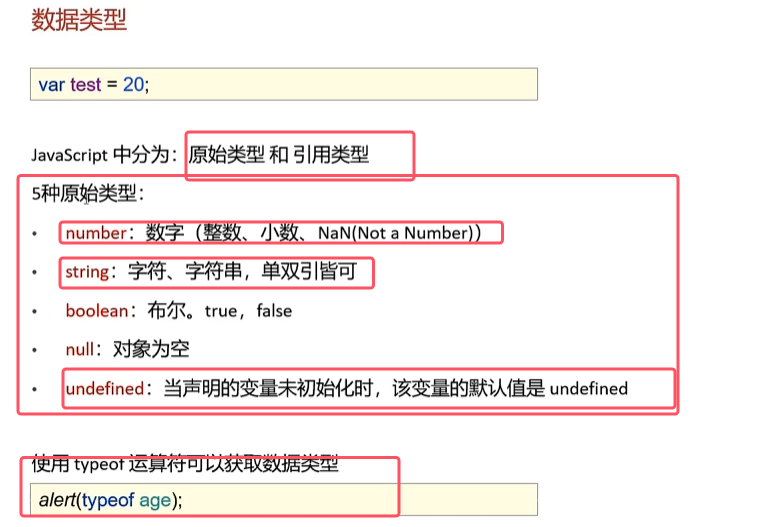 数据类型
var test = 20;
JavaScript 中分为：原始类型 和 引用类型
5种原始类型：
• number：数字（整数、小数、NaN(Not a Number)）
• string：字符、字符串，单双引皆可
• boolean：布尔。true，false
• null：对象为空
• undefined：当声明的变量未初始化时，该变量的默认值是 undefined
使用 typeof 运算符可以获取数据类型
alert(typeof age);